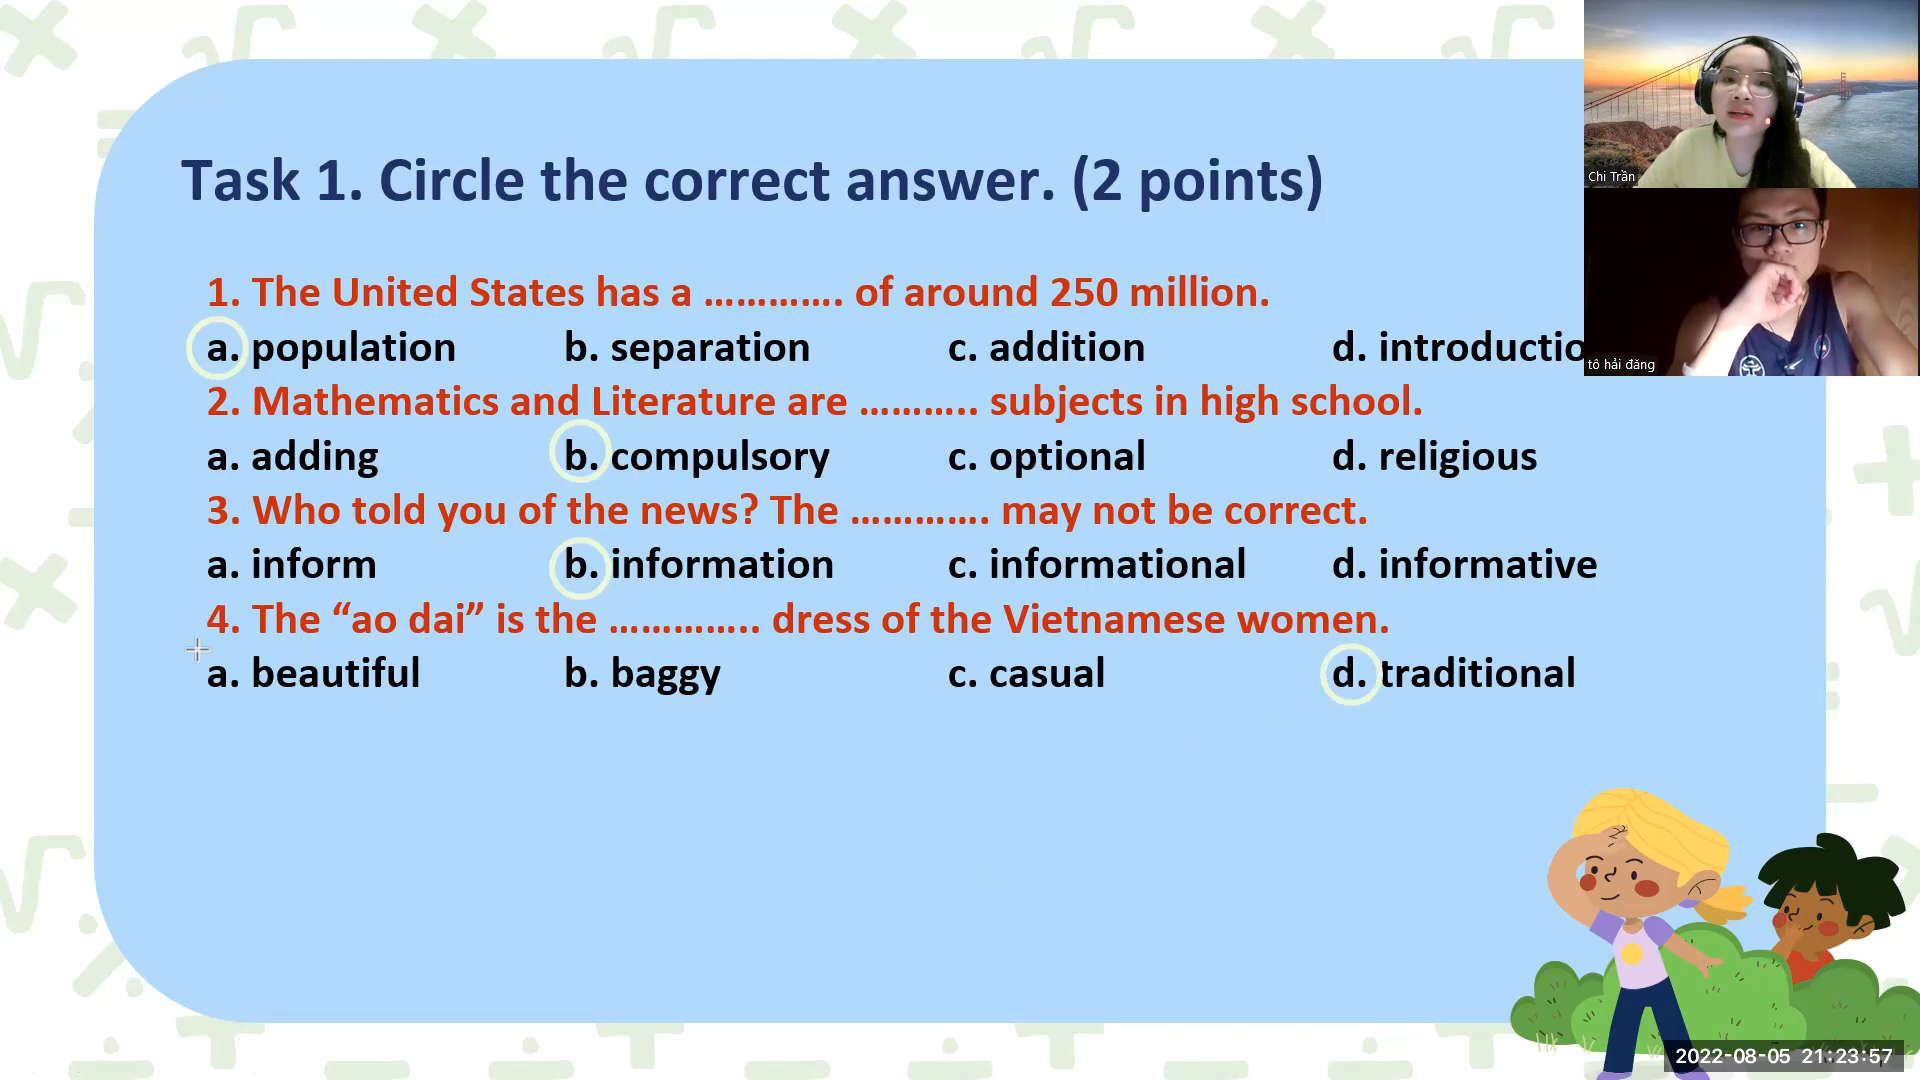 Task 1. Circle the correct answer. (2 points)
1. The United States has a …………. of around 250 million.
a. population b. separation c. addition d. introductio
2. Mathematics and Literature are ……….. subjects in high school.
a. adding b. compulsory c. optional d. religious
3. Who told you of the news? The …………. may not be correct.
a. inform b. information c. informational d. informative
4. The “ao dai” is the ………….. dress of the Vietnamese women.
a. beautiful b. baggy c. casual d. traditional
Chi Trần
tô hải đăng
2022-08-05 21:23:57